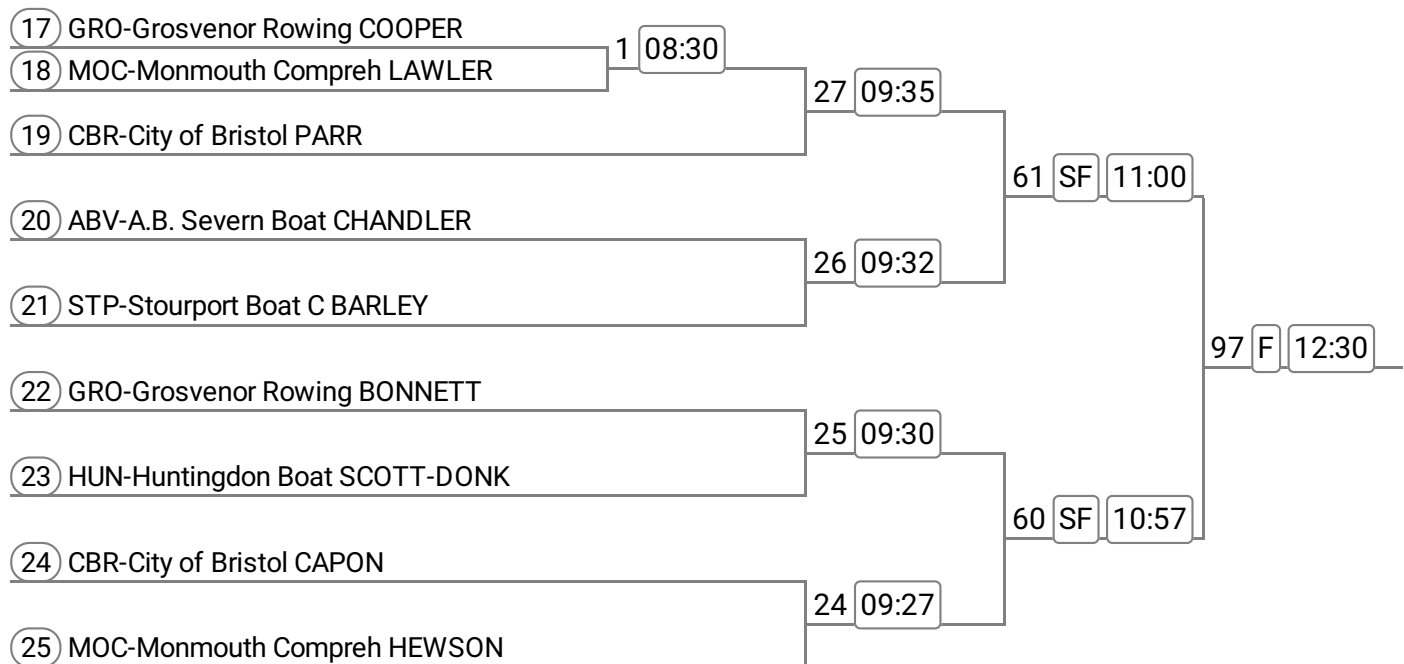 17 GRO-Grosvenor Rowing COOPER
1 08:30
18 MOC-Monmouth Compreh LAWLER
27 09:35
19 CBR-City of Bristol PARR
61 SF 11:00
20 ABV-A.B. Severn Boat CHANDLER
26 09:32
21 STP-Stourport Boat C BARLEY
97 F 12:30
22 GRO-Grosvenor Rowing BONNETT
25 09:30
23 HUN-Huntingdon Boat SCOTT-DONK
60 SF 10:57
24 CBR-City of Bristol CAPON
24 09:27
25 MOC-Monmouth Compreh HEWSON